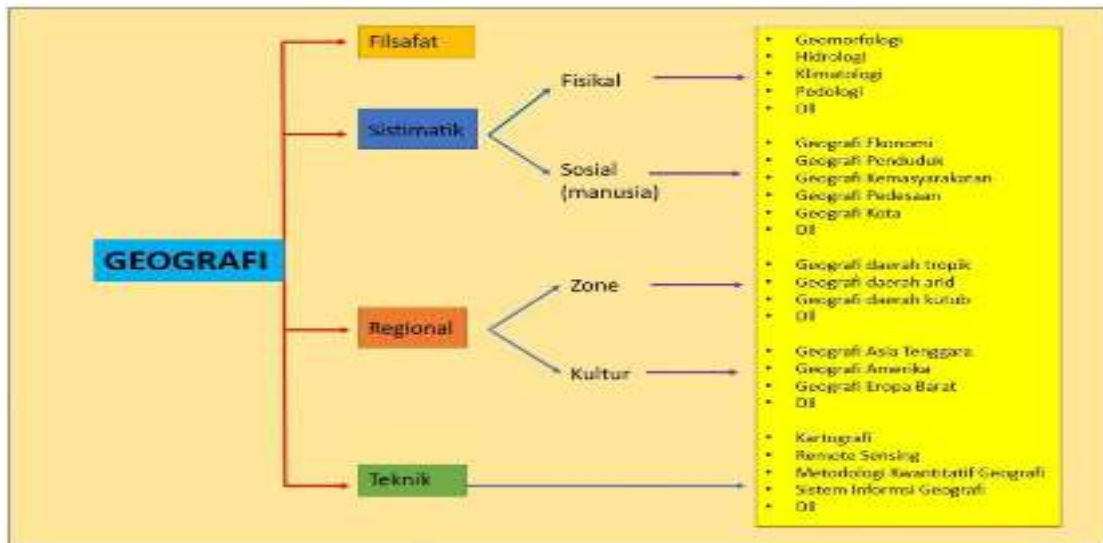 GEOGRAFI
Filsafat
Sistimatik
Fisikal
• Geomorfologi
• Hidrologi
• Klimatologi
• Pedologi
• Dll
Sosial
(manusia)
• Geografi Ekonomi
• Geografi Penduduk
• Geografi Kemasyarakatan
• Geografi Pedesaan
• Geografi Kota
• Dll
Regional
Zone
• Geografi daerah tropik
• Geografi daerah arid
• Geografi daerah kutub
• Dll
Kultur
• Geografi Asia Tenggara
• Geografi Amerika
• Geografi Eropa Barat
• Dll
Teknik
• Kartografi
• Remote Sensing
• Metodologi Kwantitatif Geografi
• Sistem Informsi Geografi
• Dll